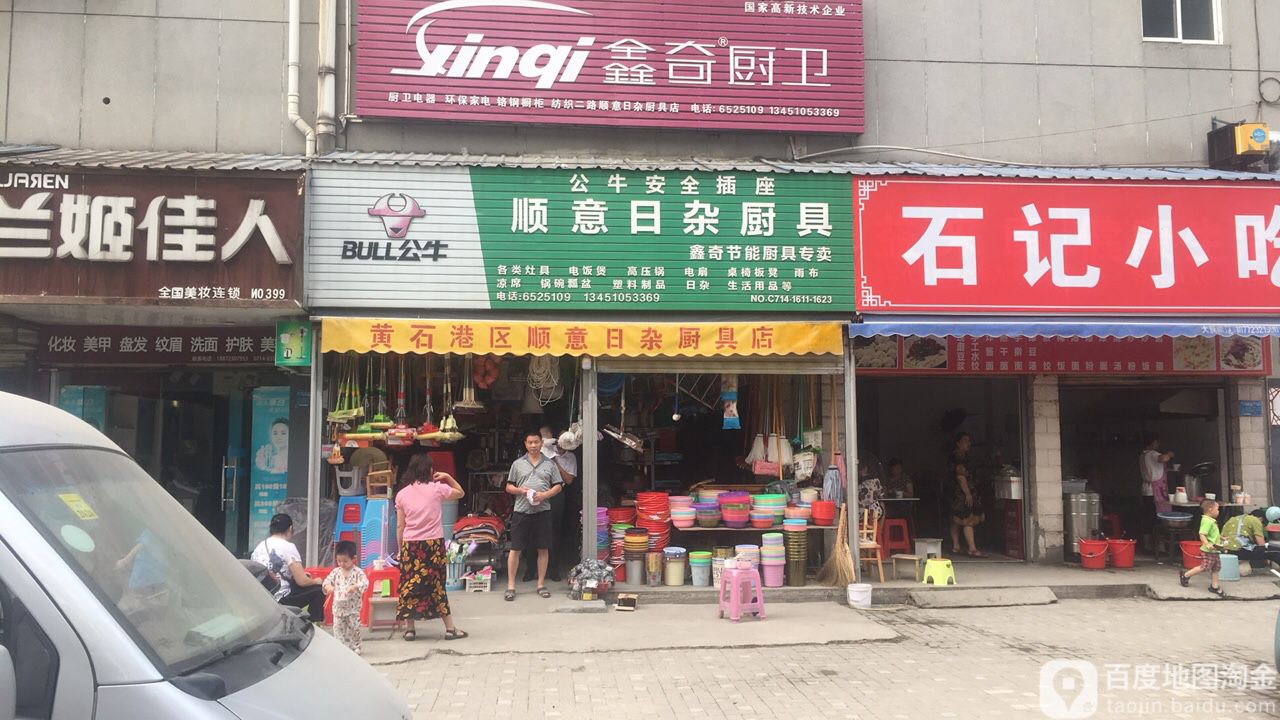 国家高新技术企业
xinqi 鑫奇®厨卫
厨卫电器 环保家电 铬钢橱柜 纺织二路顺意日杂厨具店 电话:6525109 13451053369
JAREN
兰姬佳人
全国美妆连锁 NO399
化妆 美甲 盘发 纹眉 洗面 护肤
公牛安全插座
BULL公牛
顺意日杂厨具
鑫奇节能厨具专卖
各类灶具 电饭煲 高压锅 电扇 桌椅板凳 雨布
凉席 锅碗瓢盆 塑料制品 日杂 生活用品等
电话:6525109 13451053369 NO.C714-1611-1623
黄石港区顺意日杂厨具店
石记小吃
百度地图淘金
taojin.baidu.com